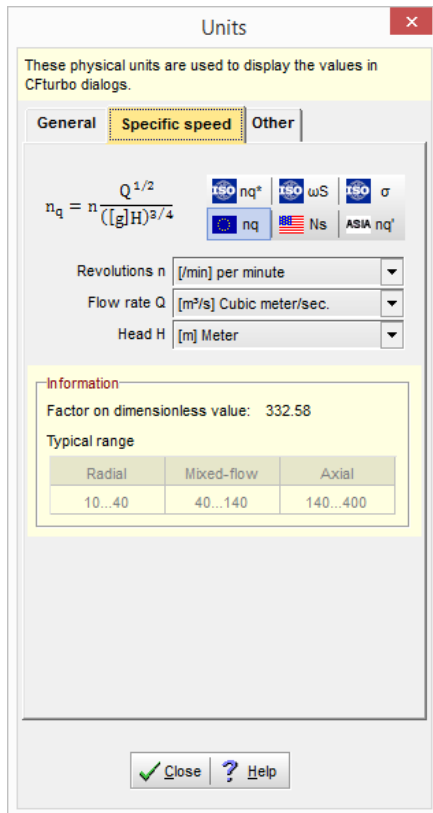 Units
These physical units are used to display the values in
CFturbo dialogs.
General Specific speed Other
n_q = n Q^1/2 / ([g]H)^3/4
ISO nq* ISO ωS ISO σ
nq Ns ASIA nq'
Revolutions n [/min] per minute
Flow rate Q [m³/s] Cubic meter/sec.
Head H [m] Meter
Information
Factor on dimensionless value: 332.58
Typical range
Radial Mixed-flow Axial
10...40 40...140 140...400
Close Help